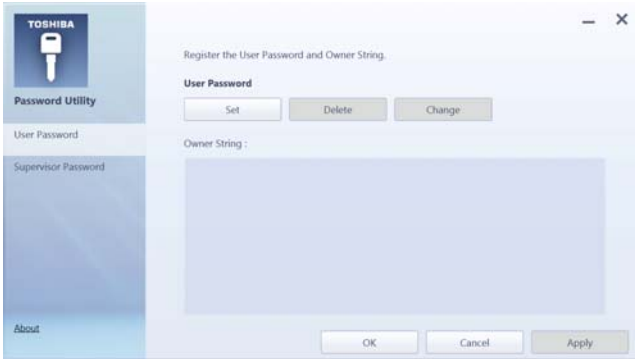 TOSHIBA
Password Utility
User Password
Supervisor Password
About
Register the User Password and Owner String.
User Password
Set Delete Change
Owner String :
OK Cancel Apply